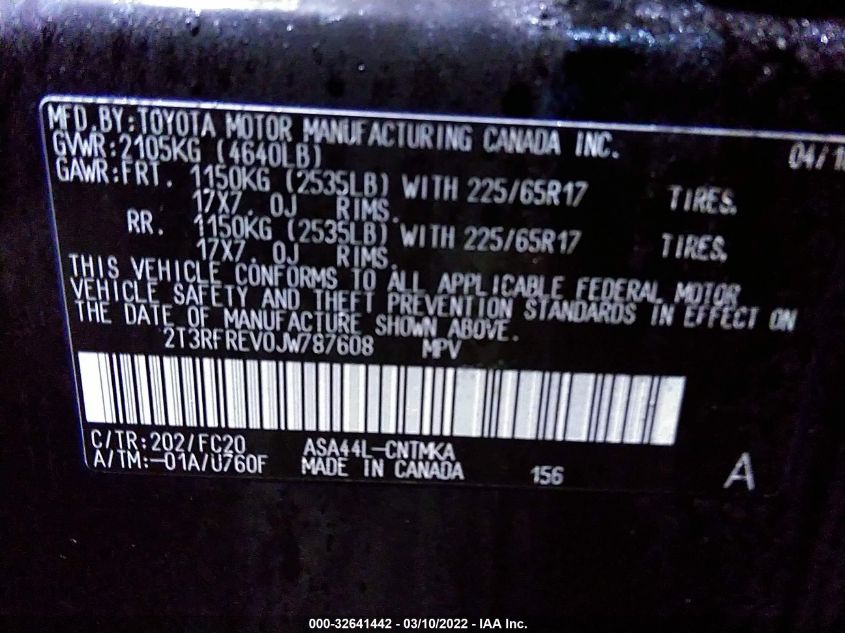 MFD.BY:TOYOTA MOTOR MANUFACTURING CANADA INC. 04/18
GVWR:2105KG (4640LB)
GAWR:FRT. 1150KG (2535LB) WITH 225/65R17 TIRES.
17X7.0J RIMS.
RR. 1150KG (2535LB) WITH 225/65R17 TIRES.
17X7.0J RIMS.
THIS VEHICLE CONFORMS TO ALL APPLICABLE FEDERAL MOTOR
VEHICLE SAFETY AND THEFT PREVENTION STANDARDS IN EFFECT ON
THE DATE OF MANUFACTURE SHOWN ABOVE.
2T3RFREV0JW787608 MPV
C/TR:202/FC20 ASA44L-CNTMKA
A/TM:-01A/U760F MADE IN CANADA 156 A
000-32641442 - 03/10/2022 - IAA Inc.